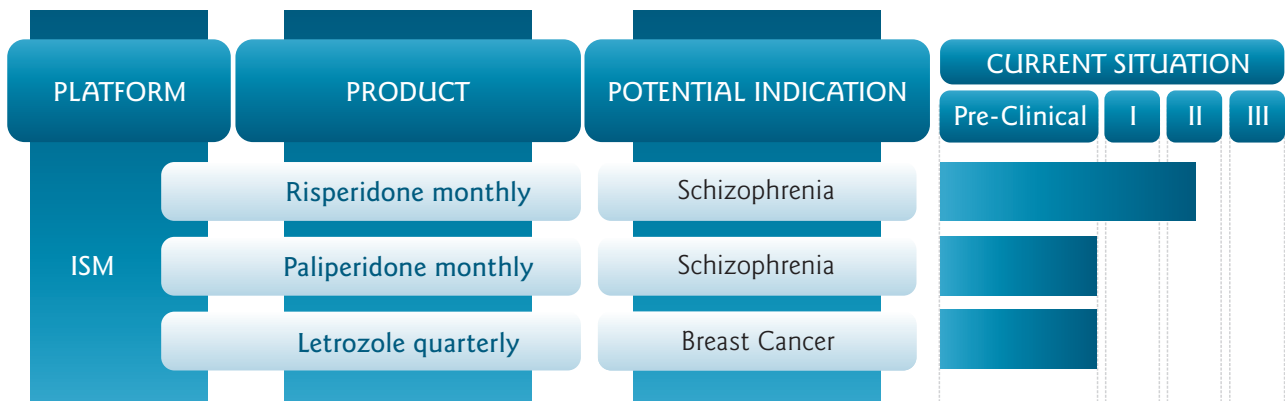 PLATFORM
PRODUCT
POTENTIAL INDICATION
CURRENT SITUATION
Pre-Clinical
I
II
III
ISM
Risperidone monthly
Schizophrenia
Paliperidone monthly
Schizophrenia
Letrozole quarterly
Breast Cancer